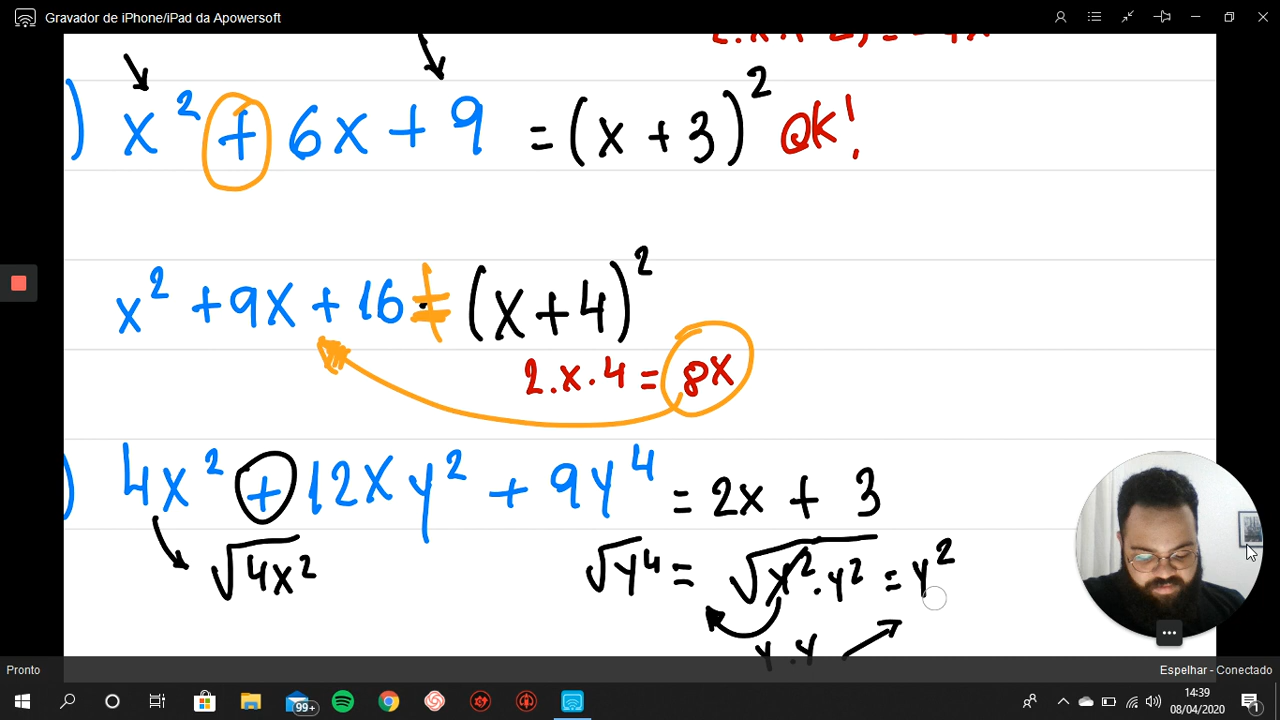 Gravador de iPhone/iPad da Apowersoft
) x² + 6x + 9 = (x + 3)² OK!
x² + 9x + 16 ≠ (x + 4)²
2.x.4 = 8x
) 4x² + 12xy² + 9y⁴ = 2x + 3
√4x² √y⁴ = √y².y² = y²
y.y
Pronto
Espelhar - Conectado
99+
14:39
08/04/2020
1